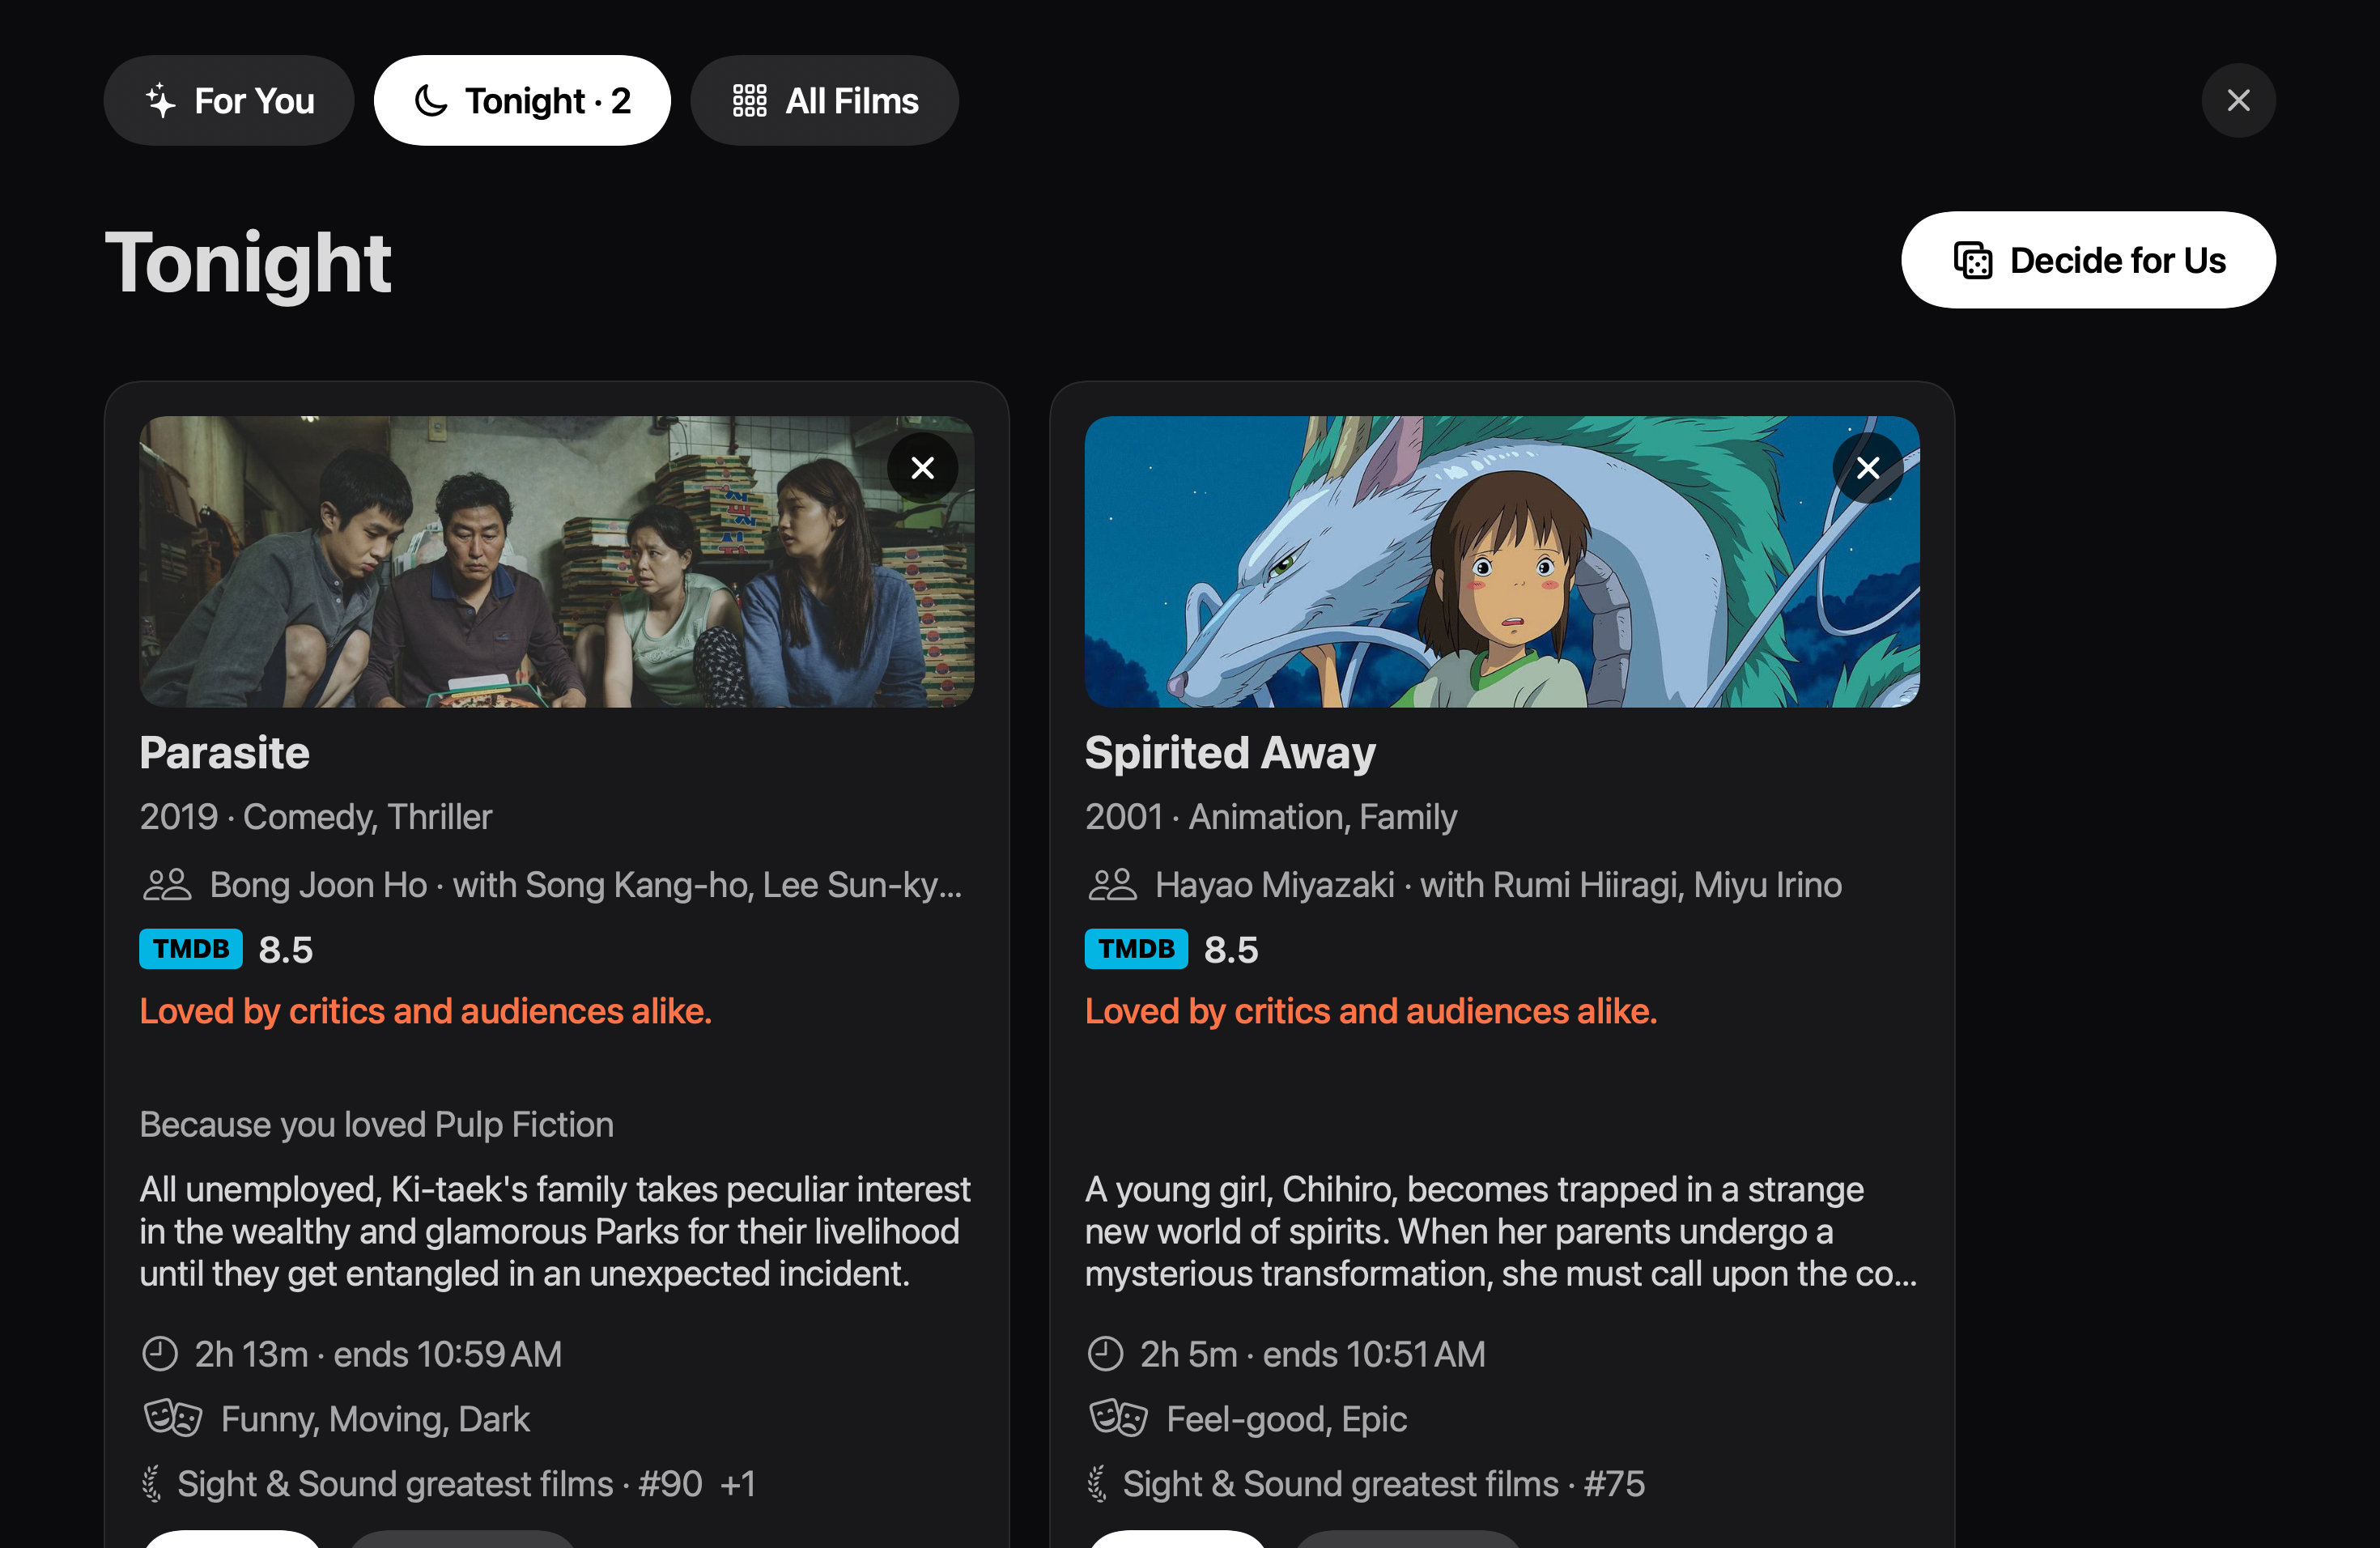 For You
Tonight · 2
All Films
Tonight
Decide for Us
Parasite
2019 · Comedy, Thriller
Bong Joon Ho · with Song Kang-ho, Lee Sun-ky...
TMDB 8.5
Loved by critics and audiences alike.
Because you loved Pulp Fiction
All unemployed, Ki-taek's family takes peculiar interest
in the wealthy and glamorous Parks for their livelihood
until they get entangled in an unexpected incident.
2h 13m · ends 10:59 AM
Funny, Moving, Dark
Sight & Sound greatest films · #90 +1
Spirited Away
2001 · Animation, Family
Hayao Miyazaki · with Rumi Hiiragi, Miyu Irino
TMDB 8.5
Loved by critics and audiences alike.
A young girl, Chihiro, becomes trapped in a strange
new world of spirits. When her parents undergo a
mysterious transformation, she must call upon the co...
2h 5m · ends 10:51 AM
Feel-good, Epic
Sight & Sound greatest films · #75